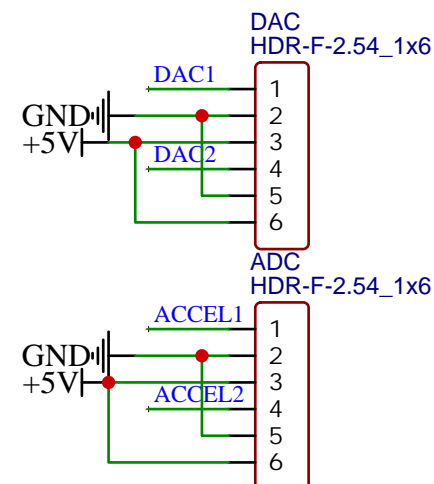 DAC
HDR-F-2.54_1x6
DAC1
1
GND
2
+5V
3
DAC2
4
5
6
ADC
HDR-F-2.54_1x6
ACCEL1
1
GND
2
+5V
3
ACCEL2
4
5
6